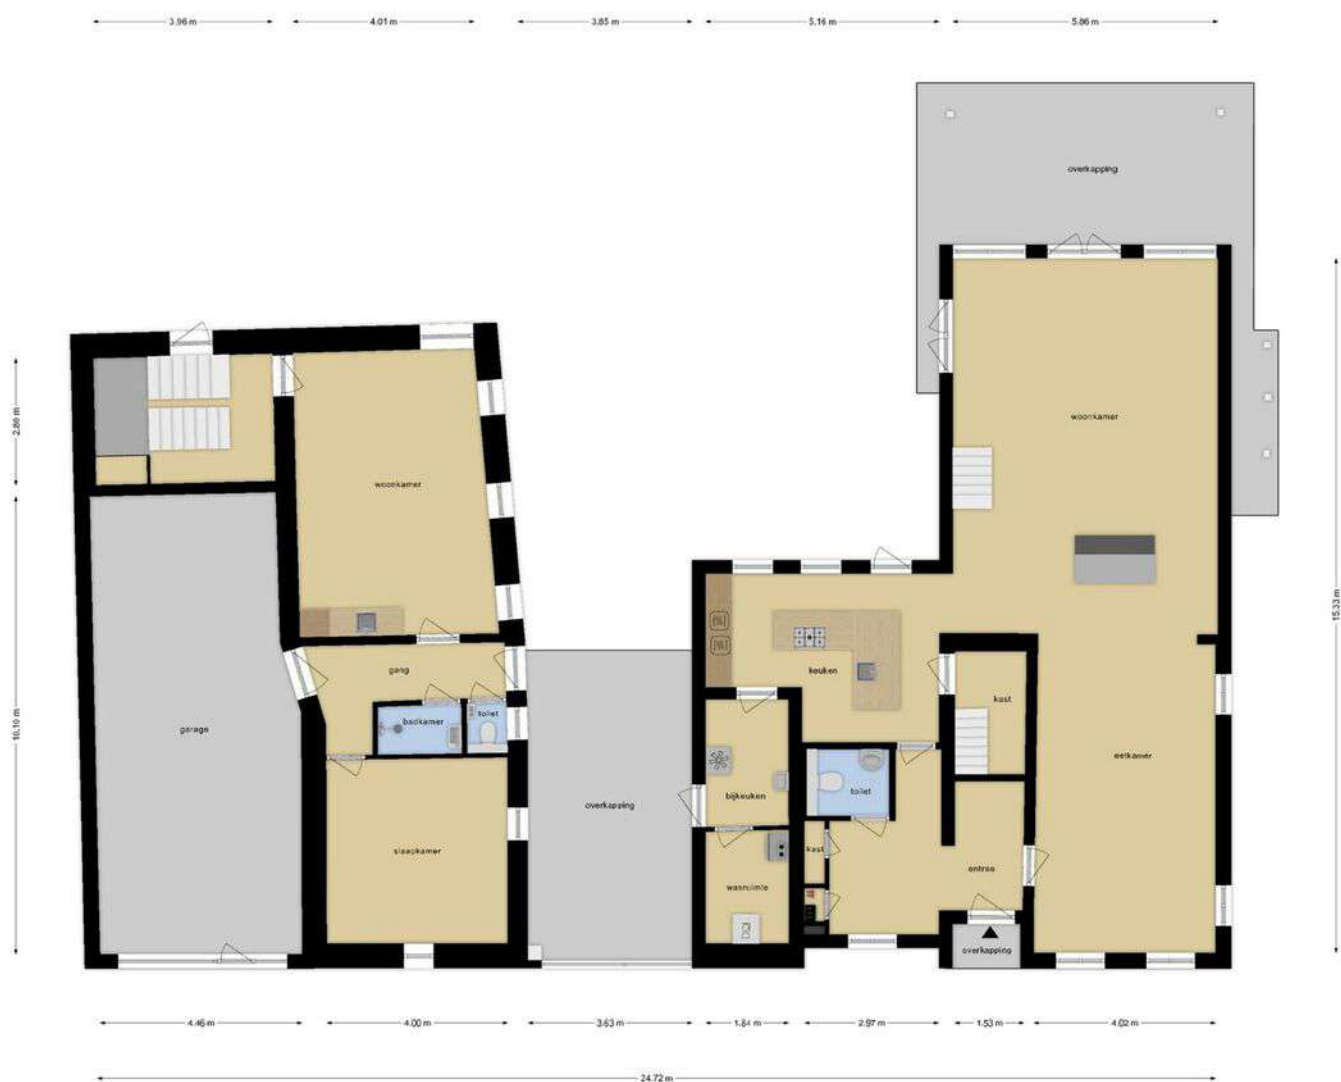 3.96 m
4.01 m
3.85 m
5.16 m
5.86 m
overkapping
woonkamer
2.86 m
woonkamer
15.33 m
gang
keuken
kast
badkamer
toilet
10.10 m
garage
eetkamer
bijkeuken
toilet
overkapping
slaapkamer
kast
entree
wasruimte
overkapping
4.46 m
4.00 m
3.63 m
1.84 m
2.97 m
1.53 m
4.02 m
24.72 m